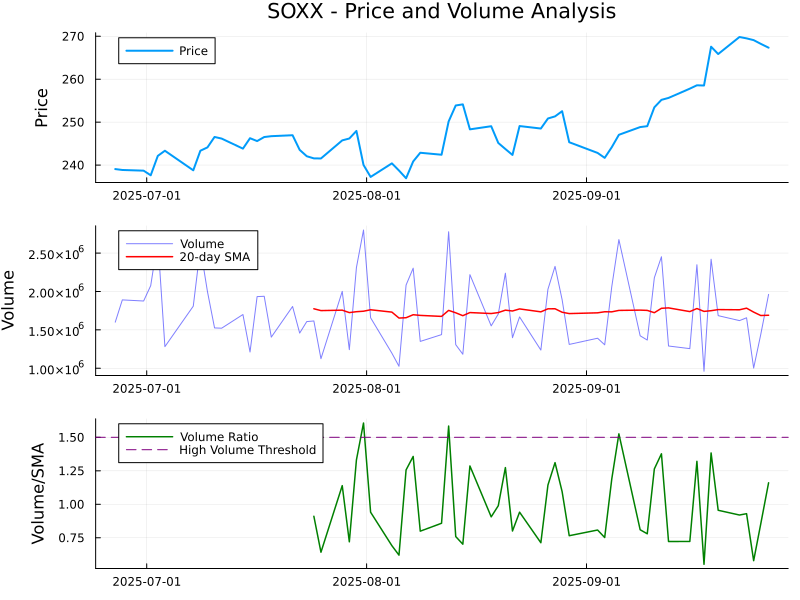 SOXX - Price and Volume Analysis
Price
270
260
250
240
Price
2025-07-01 2025-08-01 2025-09-01
Volume
20-day SMA
2.50×10⁶
2.00×10⁶
1.50×10⁶
1.00×10⁶
Volume
2025-07-01 2025-08-01 2025-09-01
Volume Ratio
High Volume Threshold
1.50
1.25
1.00
0.75
Volume/SMA
2025-07-01 2025-08-01 2025-09-01